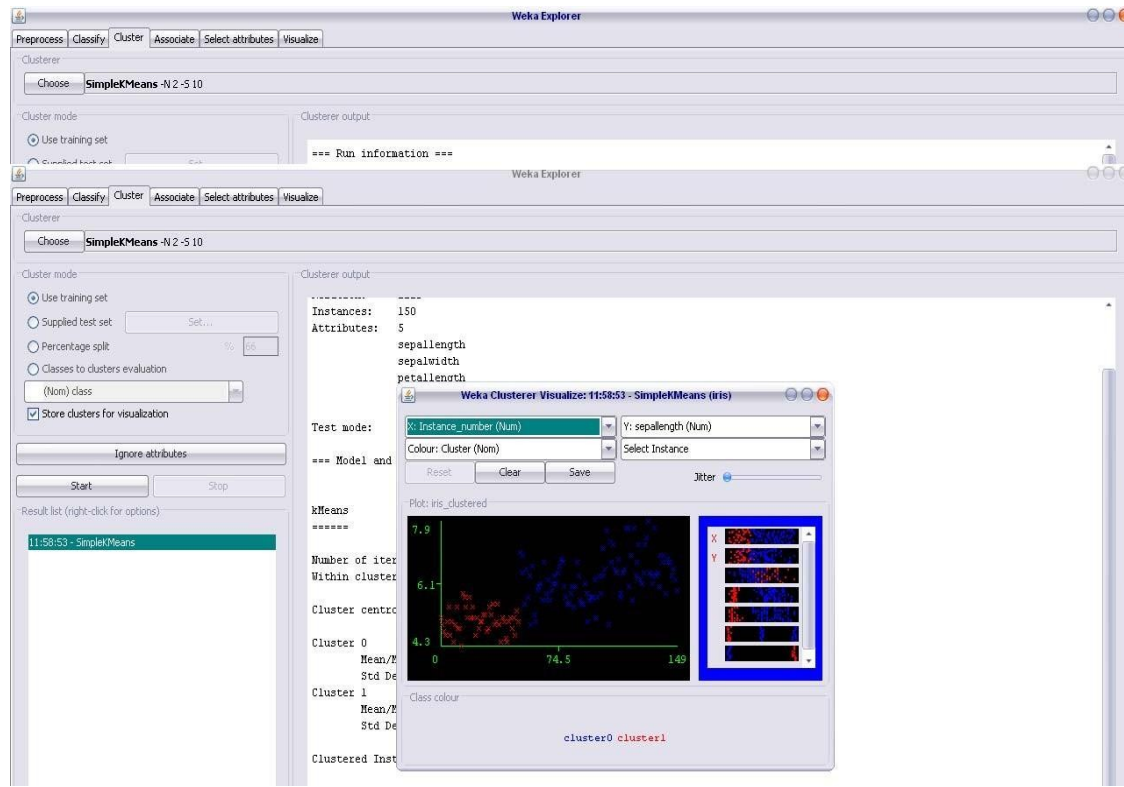 Weka Explorer
Preprocess Classify Cluster Associate Select attributes Visualize
Clusterer
Choose SimpleKMeans -N 2 -S 10
Cluster mode
Clusterer output
Use training set
=== Run information ===
Supplied test set Set...
Weka Explorer
Preprocess Classify Cluster Associate Select attributes Visualize
Clusterer
Choose SimpleKMeans -N 2 -S 10
Cluster mode
Clusterer output
Use training set
Supplied test set Set...
Percentage split % 66
Classes to clusters evaluation
(Nom) class
Store clusters for visualization
Ignore attributes
Start Stop
Result list (right-click for options)
11:58:53 - SimpleKMeans
Instances: 150
Attributes: 5
sepallength
sepalwidth
petallength
Test mode:
=== Model and
kMeans
======
Number of iter
Within cluster
Cluster centro
Cluster 0
Mean/M
Std De
Cluster 1
Mean/M
Std De
Clustered Inst
Weka Clusterer Visualize: 11:58:53 - SimpleKMeans (iris)
X: Instance_number (Num) Y: sepallength (Num)
Colour: Cluster (Nom) Select Instance
Reset Clear Save Jitter
Plot: iris_clustered
7.9
6.1
4.3
0 74.5 149
X
Y
Class colour
cluster0 cluster1